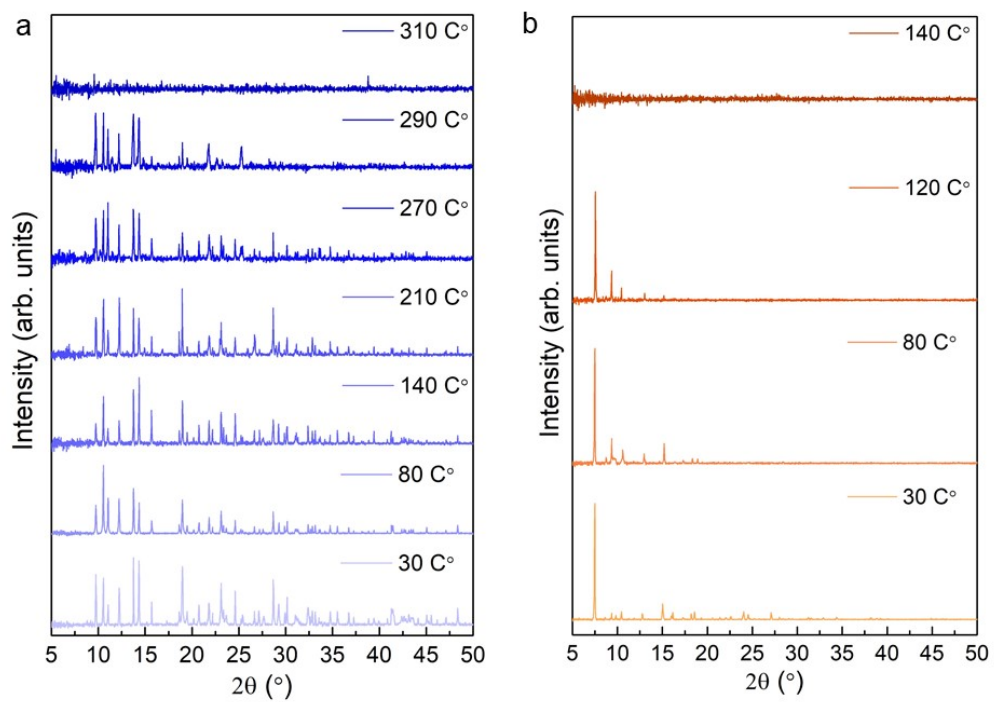 a
310 C°
290 C°
270 C°
210 C°
140 C°
80 C°
30 C°
Intensity (arb. units)
5 10 15 20 25 30 35 40 45 50
2θ (°)
b
140 C°
120 C°
80 C°
30 C°
Intensity (arb. units)
5 10 15 20 25 30 35 40 45 50
2θ (°)